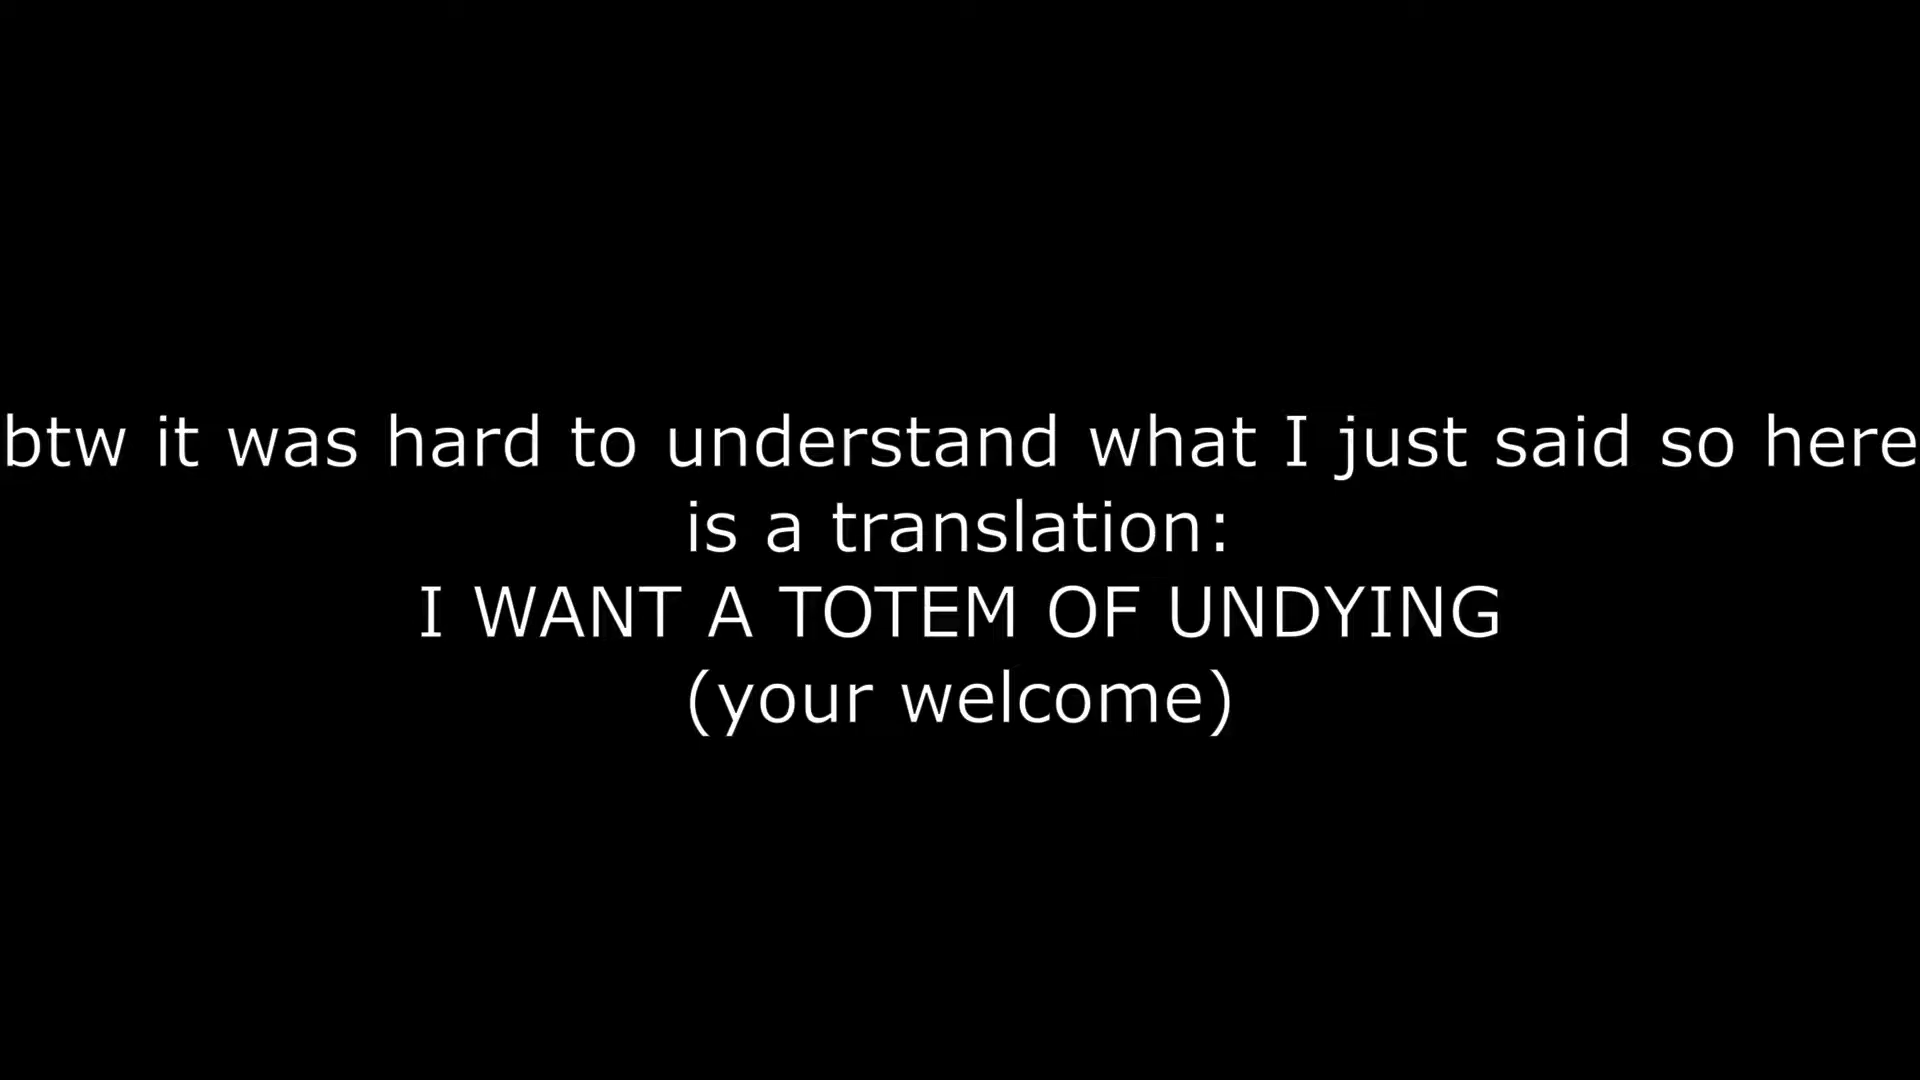 btw it was hard to understand what I just said so here
is a translation:
I WANT A TOTEM OF UNDYING
(your welcome)